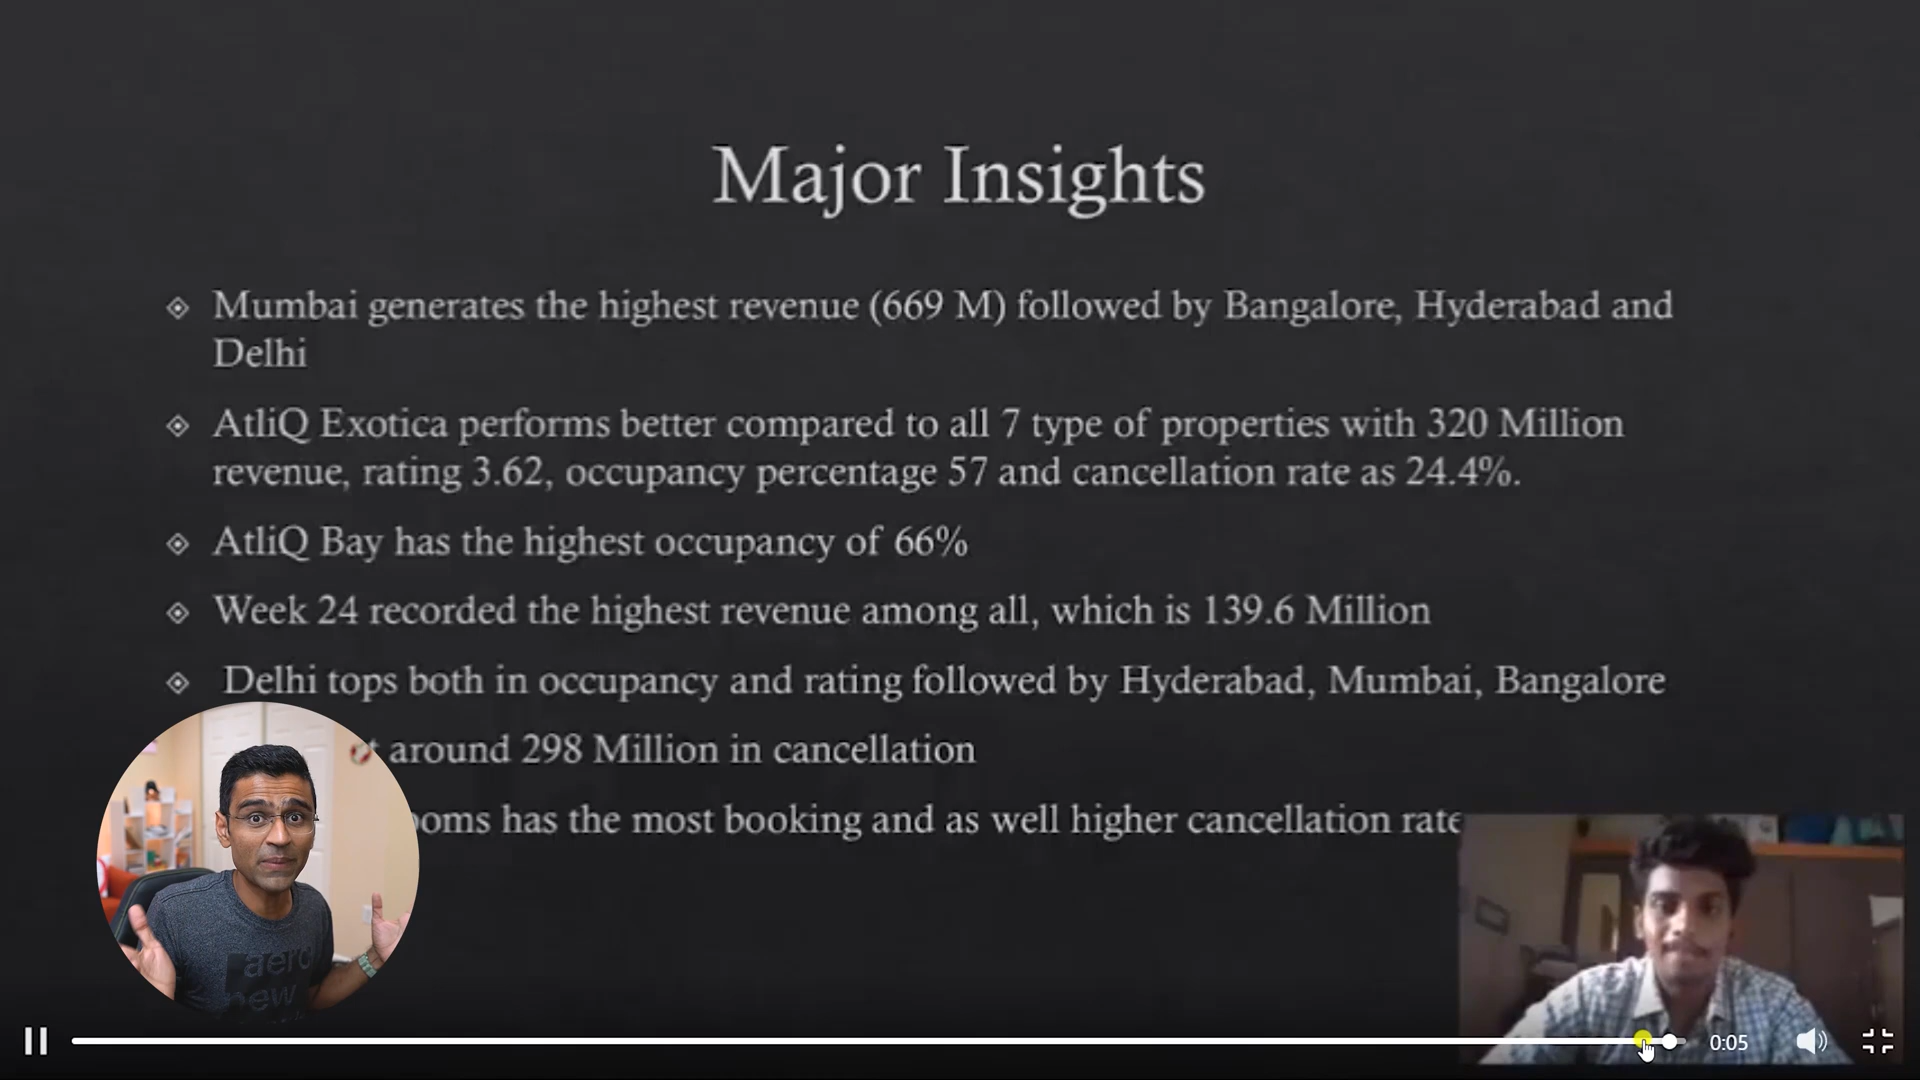 Major Insights
Mumbai generates the highest revenue (669 M) followed by Bangalore, Hyderabad and
Delhi
AtliQ Exotica performs better compared to all 7 type of properties with 320 Million
revenue, rating 3.62, occupancy percentage 57 and cancellation rate as 24.4%.
AtliQ Bay has the highest occupancy of 66%
Week 24 recorded the highest revenue among all, which is 139.6 Million
Delhi tops both in occupancy and rating followed by Hyderabad, Mumbai, Bangalore
around 298 Million in cancellation
has the most booking and as well higher cancellation rate
aero
new
0:05